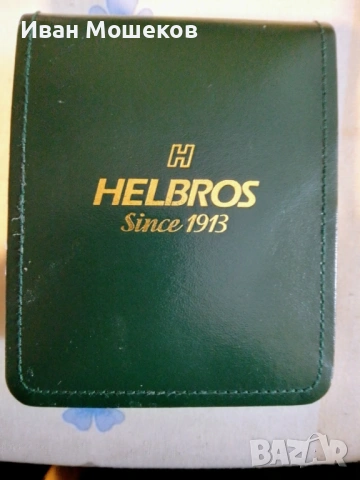 Иван Мошеков
H
HELBROS
Since 1913
BAZAR